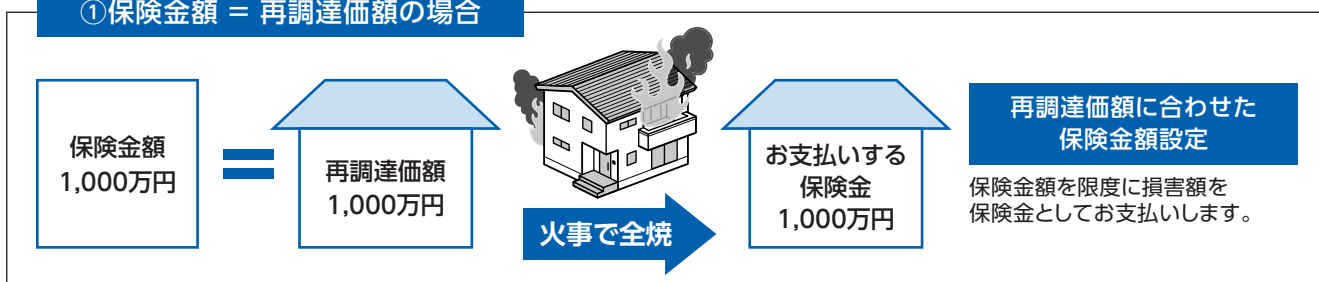 ①保険金額 = 再調達価額の場合
保険金額
1,000万円
再調達価額
1,000万円
火事で全焼
お支払いする
保険金
1,000万円
再調達価額に合わせた
保険金額設定
保険金額を限度に損害額を
保険金としてお支払いします。